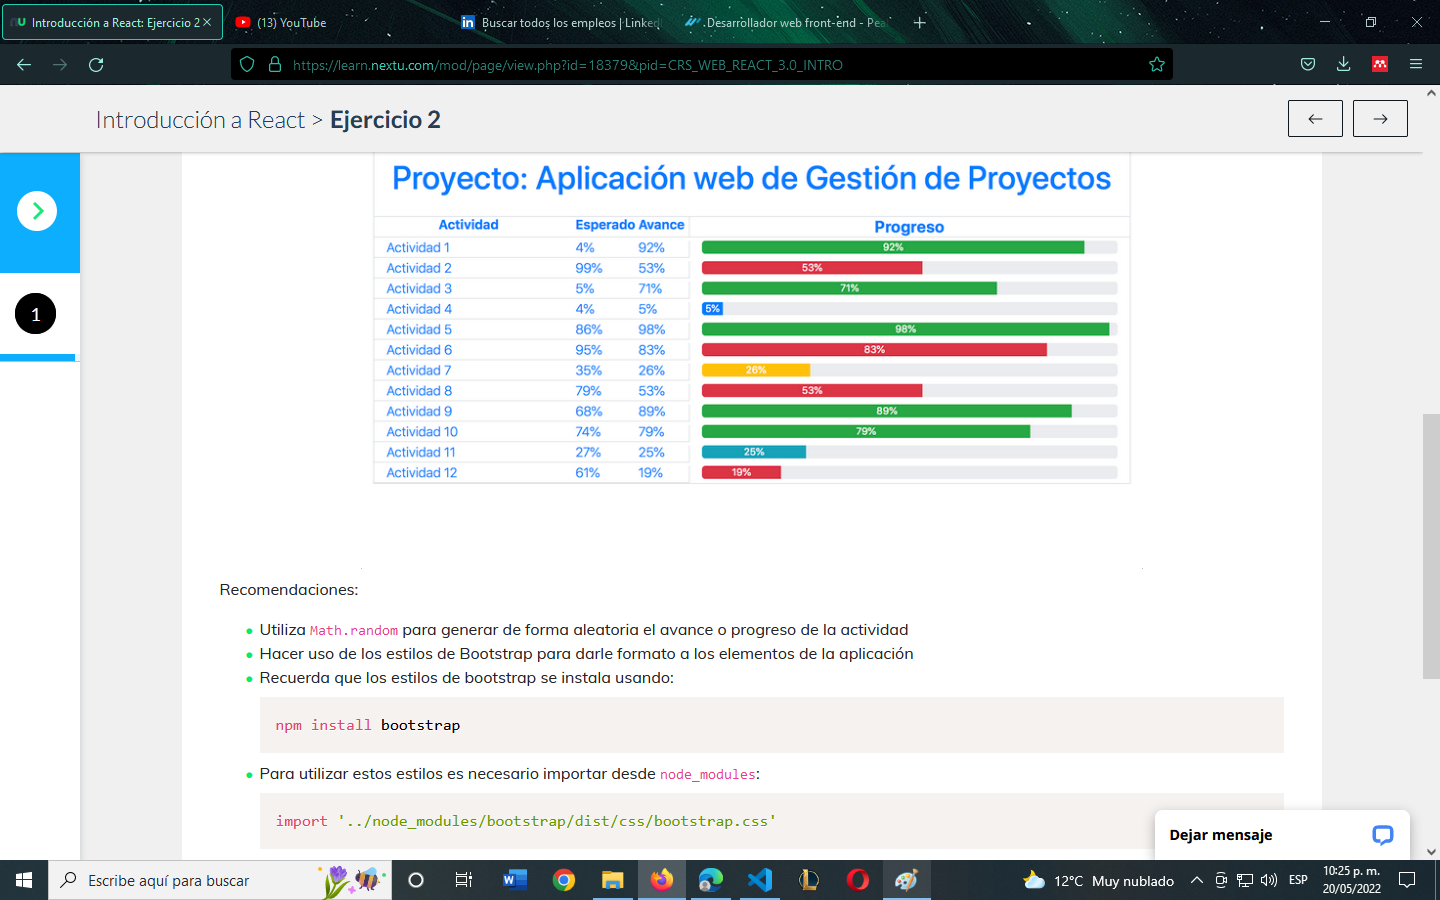 Introducción a React: Ejercicio 2
(13) YouTube
Buscar todos los empleos | Linked
Desarrollador web front-end - Pea
https://learn.nextu.com/mod/page/view.php?id=18379&pid=CRS_WEB_REACT_3.0_INTRO
Introducción a React > Ejercicio 2
1
Proyecto: Aplicación web de Gestión de Proyectos
Actividad Esperado Avance Progreso
Actividad 1 4% 92% 92%
Actividad 2 99% 53% 53%
Actividad 3 5% 71% 71%
Actividad 4 4% 5% 5%
Actividad 5 86% 98% 98%
Actividad 6 95% 83% 83%
Actividad 7 35% 26% 26%
Actividad 8 79% 53% 53%
Actividad 9 68% 89% 89%
Actividad 10 74% 79% 79%
Actividad 11 27% 25% 25%
Actividad 12 61% 19% 19%
Recomendaciones:
Utiliza Math.random para generar de forma aleatoria el avance o progreso de la actividad
Hacer uso de los estilos de Bootstrap para darle formato a los elementos de la aplicación
Recuerda que los estilos de bootstrap se instala usando:
npm install bootstrap
Para utilizar estos estilos es necesario importar desde node_modules:
import '../node_modules/bootstrap/dist/css/bootstrap.css'
Dejar mensaje
Escribe aquí para buscar
12°C Muy nublado
ESP
10:25 p. m.
20/05/2022